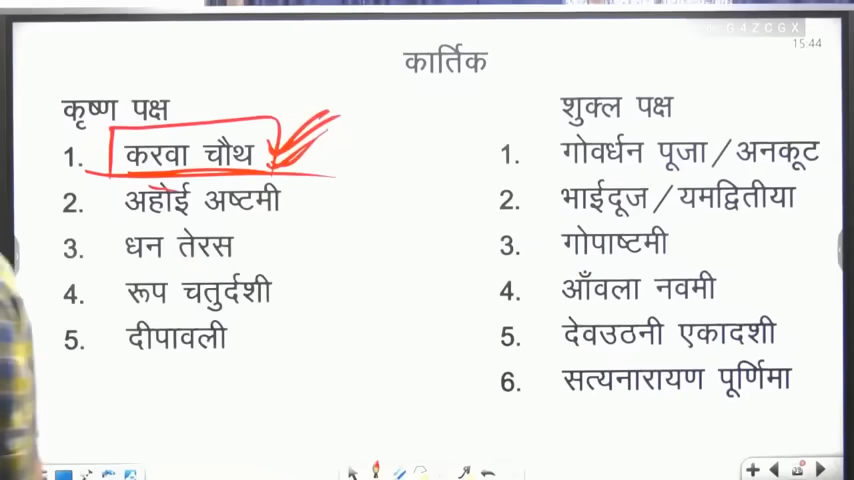 D4ZCGX
15:44
कार्तिक
कृष्ण पक्ष
1. करवा चौथ
2. अहोई अष्टमी
3. धन तेरस
4. रूप चतुर्दशी
5. दीपावली
शुक्ल पक्ष
1. गोवर्धन पूजा/अनकूट
2. भाईदूज/यमद्वितीया
3. गोपाष्टमी
4. आँवला नवमी
5. देवउठनी एकादशी
6. सत्यनारायण पूर्णिमा